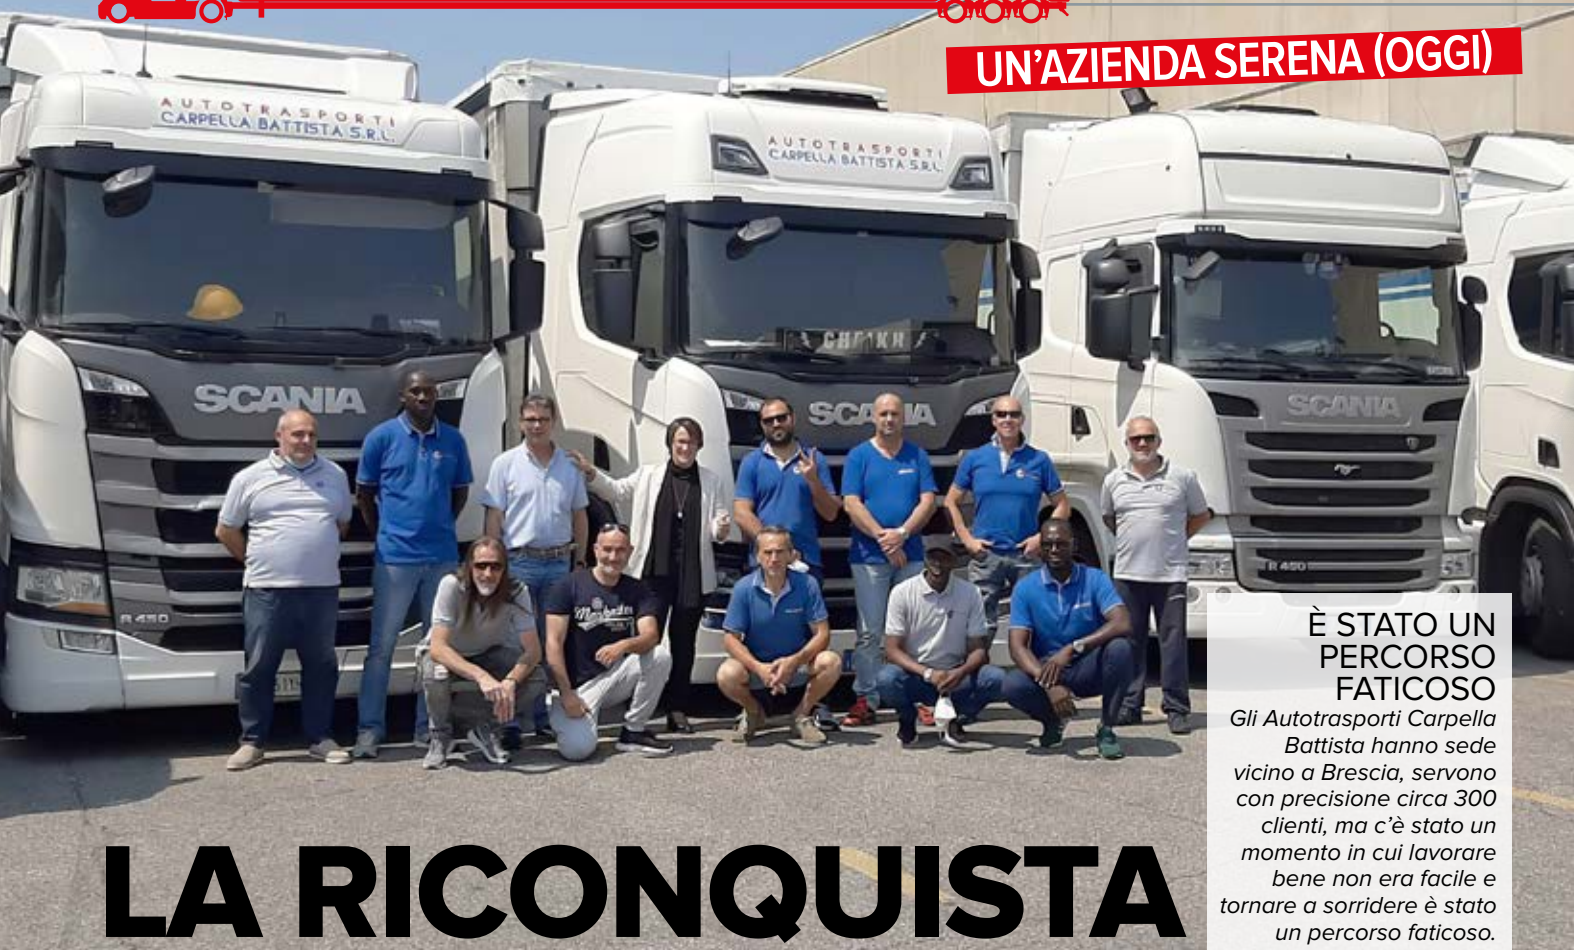 UN'AZIENDA SERENA (OGGI)
AUTOTRASPORTI
CARPELLA BATTISTA S.R.L.
AUTOTRASPORTI
CARPELLA BATTISTA S.R.L.
SCANIA
SCANIA
SCANIA
R 450
R 450
È STATO UN
PERCORSO
FATICOSO
Gli Autotrasporti Carpella
Battista hanno sede
vicino a Brescia, servono
con precisione circa 300
clienti, ma c'è stato un
momento in cui lavorare
bene non era facile e
tornare a sorridere è stato
un percorso faticoso.
LA RICONQUISTA